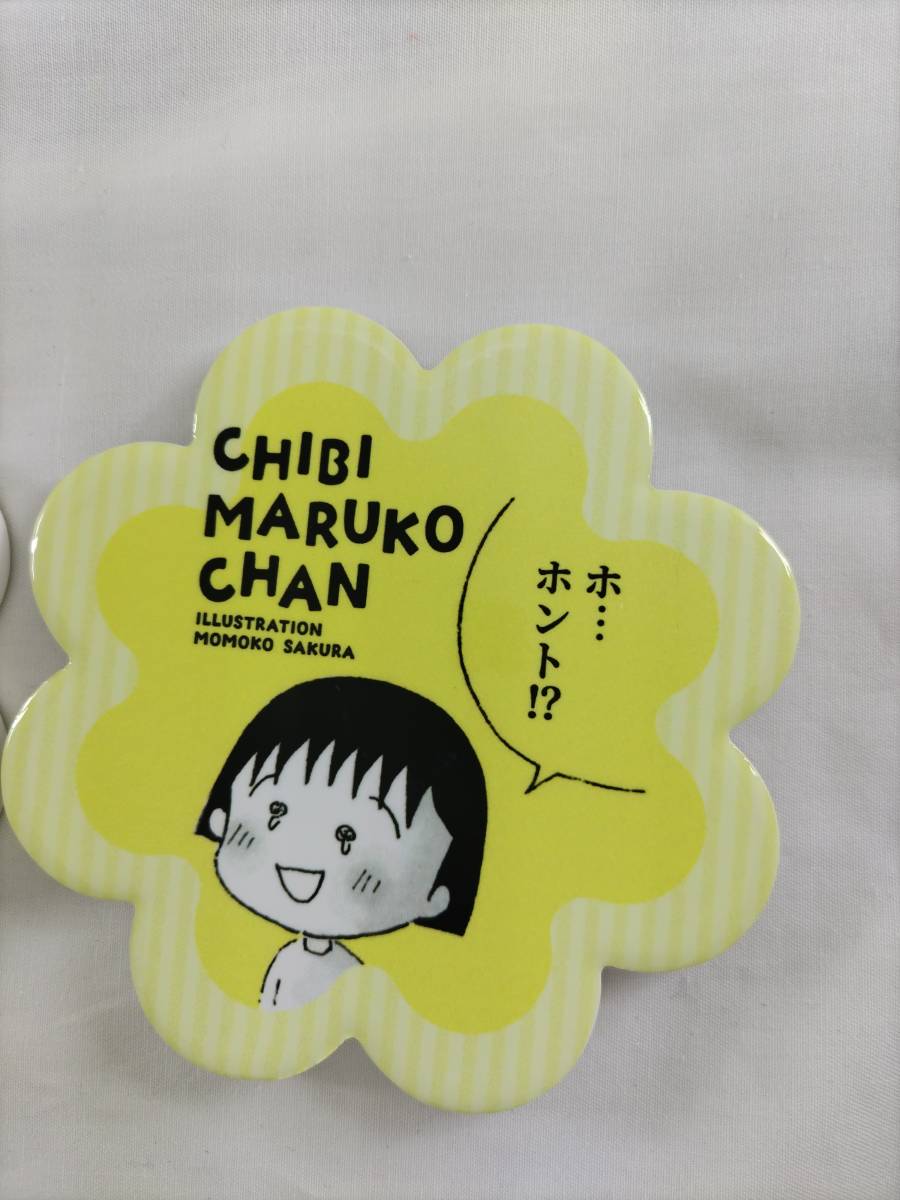 CHIBI
MARUKO
CHAN
ILLUSTRATION
MOMOKO SAKURA
ホ…
ホント!?